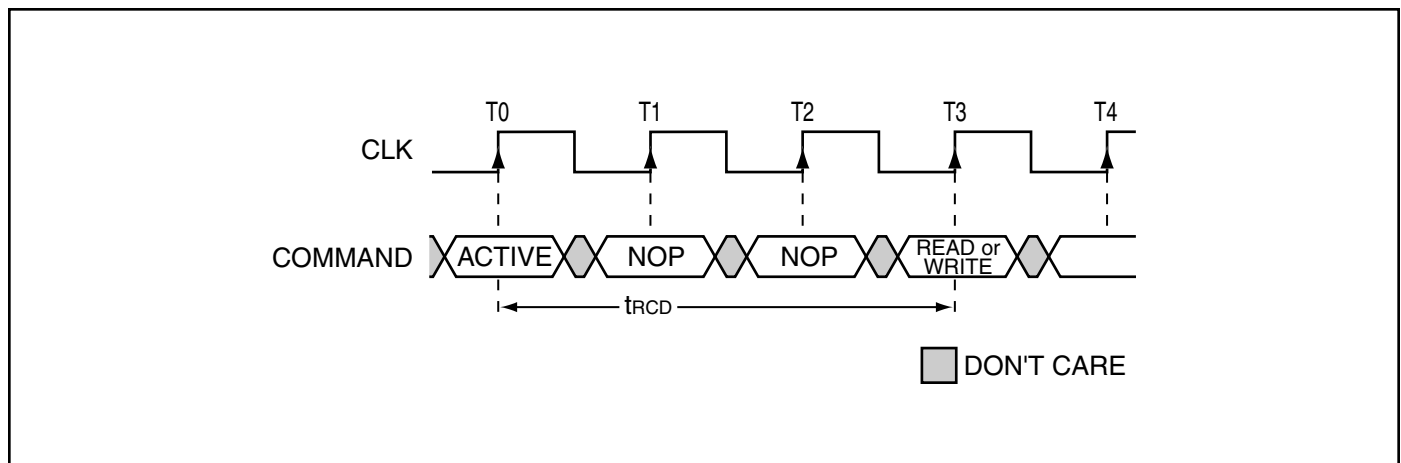 T0 T1 T2 T3 T4
CLK
COMMAND ACTIVE NOP NOP READ or
WRITE
tRCD
DON'T CARE